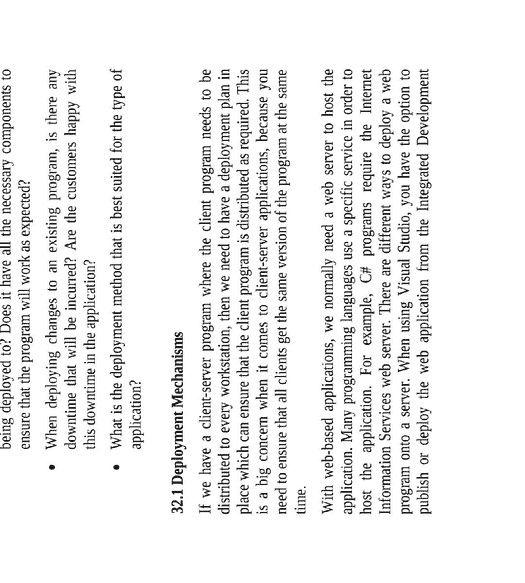 being deployed to? Does it have all the necessary components to
ensure that the program will work as expected?
• When deploying changes to an existing program, is there any
downtime that will be incurred? Are the customers happy with
this downtime in the application?
• What is the deployment method that is best suited for the type of
application?
32.1 Deployment Mechanisms
If we have a client-server program where the client program needs to be
distributed to every workstation, then we need to have a deployment plan in
place which can ensure that the client program is distributed as required. This
is a big concern when it comes to client-server applications, because you
need to ensure that all clients get the same version of the program at the same
time.
With web-based applications, we normally need a web server to host the
application. Many programming languages use a specific service in order to
host the application. For example, C# programs require the Internet
Information Services web server. There are different ways to deploy a web
program onto a server. When using Visual Studio, you have the option to
publish or deploy the web application from the Integrated Development